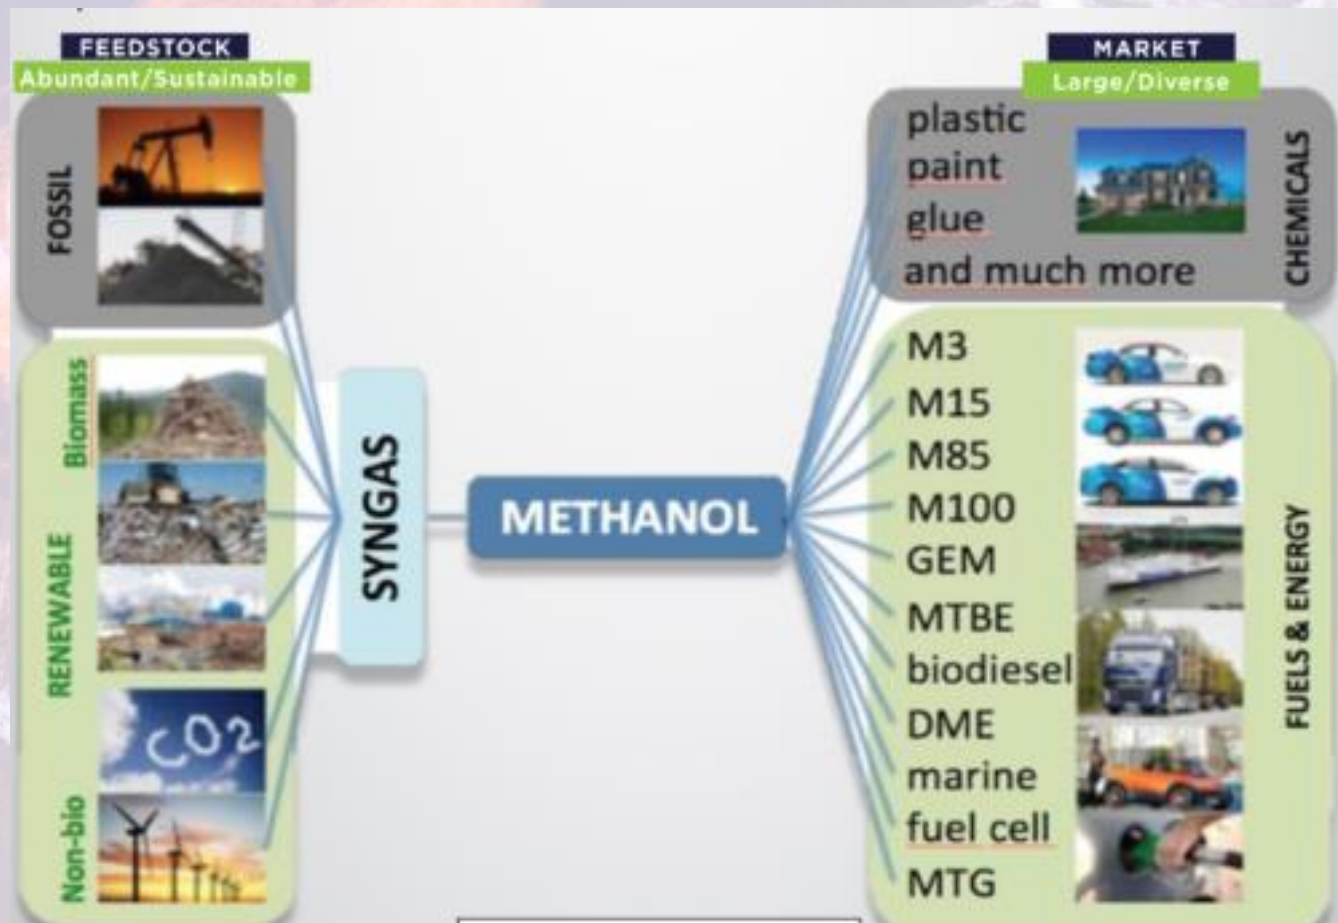 FEEDSTOCK
Abundant/Sustainable
FOSSIL
Biomass
RENEWABLE
Non-bio
CO2
SYNGAS
METHANOL
MARKET
Large/Diverse
plastic
paint
glue
and much more
CHEMICALS
M3
M15
M85
M100
GEM
MTBE
biodiesel
DME
marine
fuel cell
MTG
FUELS & ENERGY